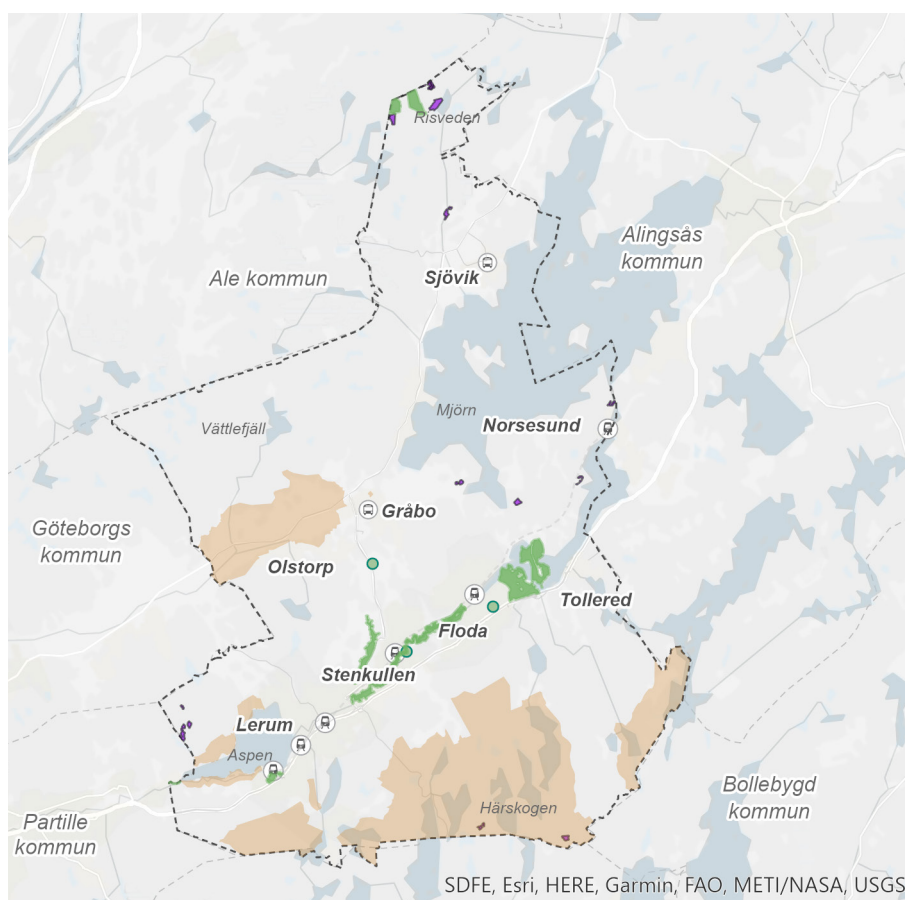 Risveden
Alingsås
kommun
Ale kommun
Sjövik
Mjörn
Norsesund
Vättlefjäll
Gråbo
Göteborgs
kommun
Olstorp
Tollered
Floda
Stenkullen
Lerum
Aspen
Bollebygd
kommun
Härskogen
Partille
kommun
SDFE, Esri, HERE, Garmin, FAO, METI/NASA, USGS